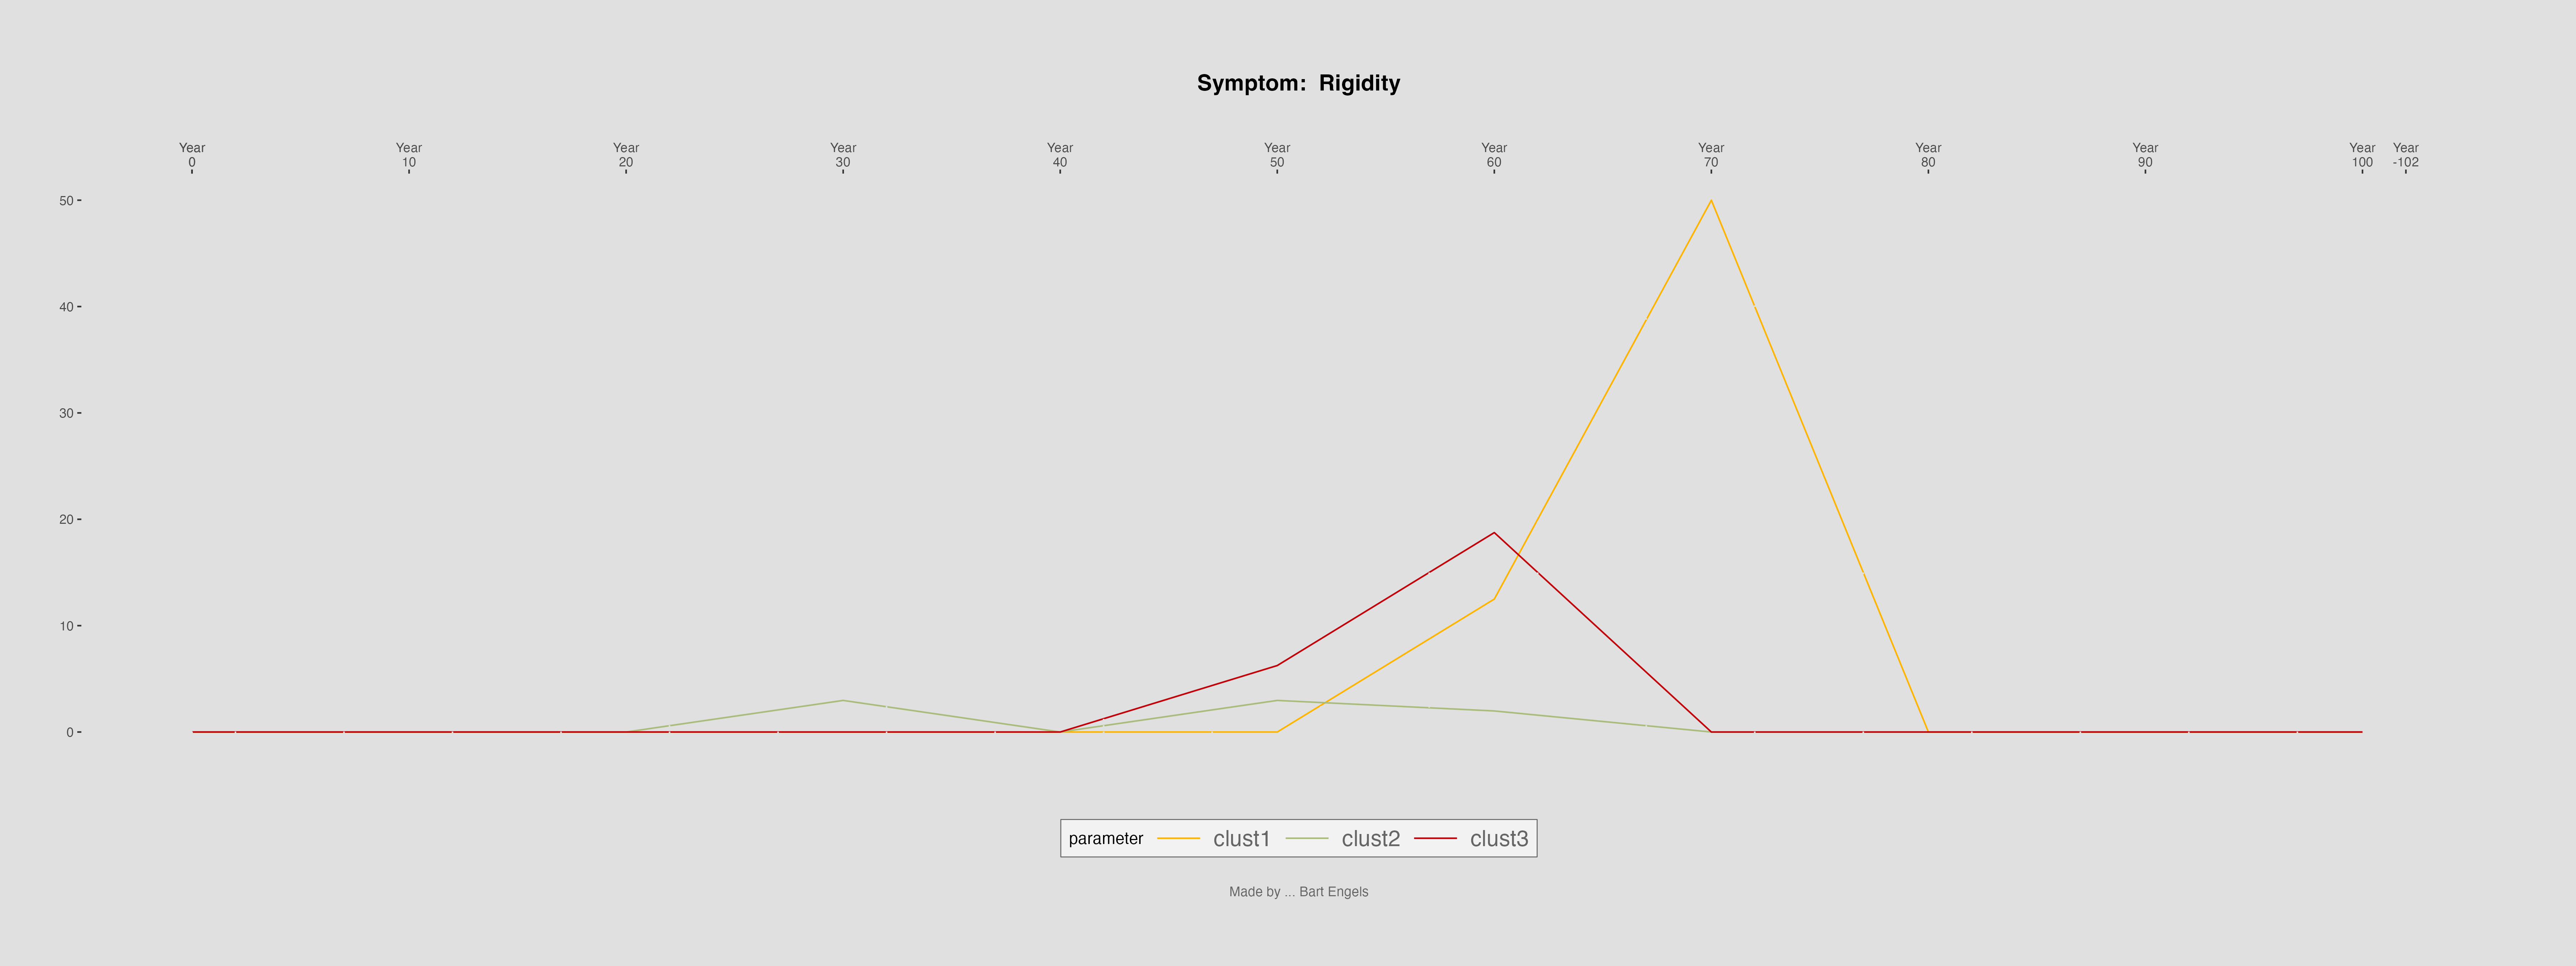 Symptom:  Rigidity
Year Year Year Year Year Year Year Year Year Year Year Year
0 10 20 30 40 50 60 70 80 90 100 -102
50
40
30
20
10
0
parameter clust1 clust2 clust3
Made by ... Bart Engels